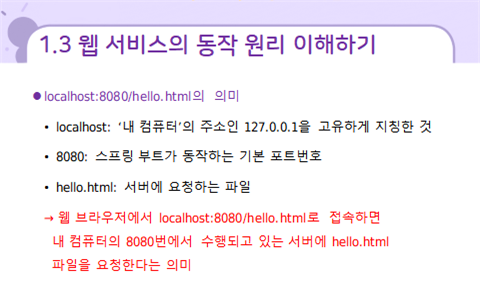 1.3 웹 서비스의 동작 원리 이해하기
● localhost:8080/hello.html의 의미
• localhost: ‘내 컴퓨터’의 주소인 127.0.0.1을 고유하게 지칭한 것
• 8080: 스프링 부트가 동작하는 기본 포트번호
• hello.html: 서버에 요청하는 파일
→ 웹 브라우저에서 localhost:8080/hello.html로 접속하면
내 컴퓨터의 8080번에서 수행되고 있는 서버에 hello.html
파일을 요청한다는 의미